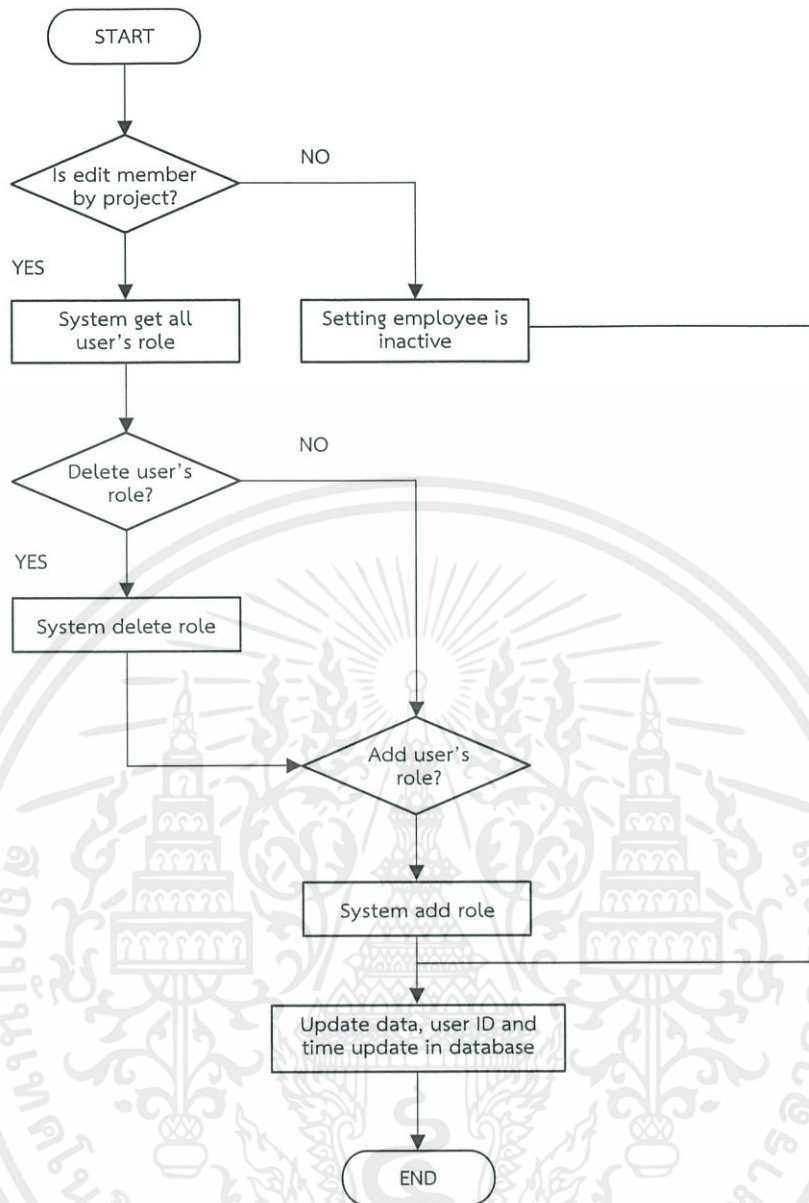 START
Is edit member
by project?
NO
YES
System get all
user's role
Setting employee is
inactive
Delete user's
role?
NO
YES
System delete role
Add user's
role?
System add role
Update data, user ID and
time update in database
END